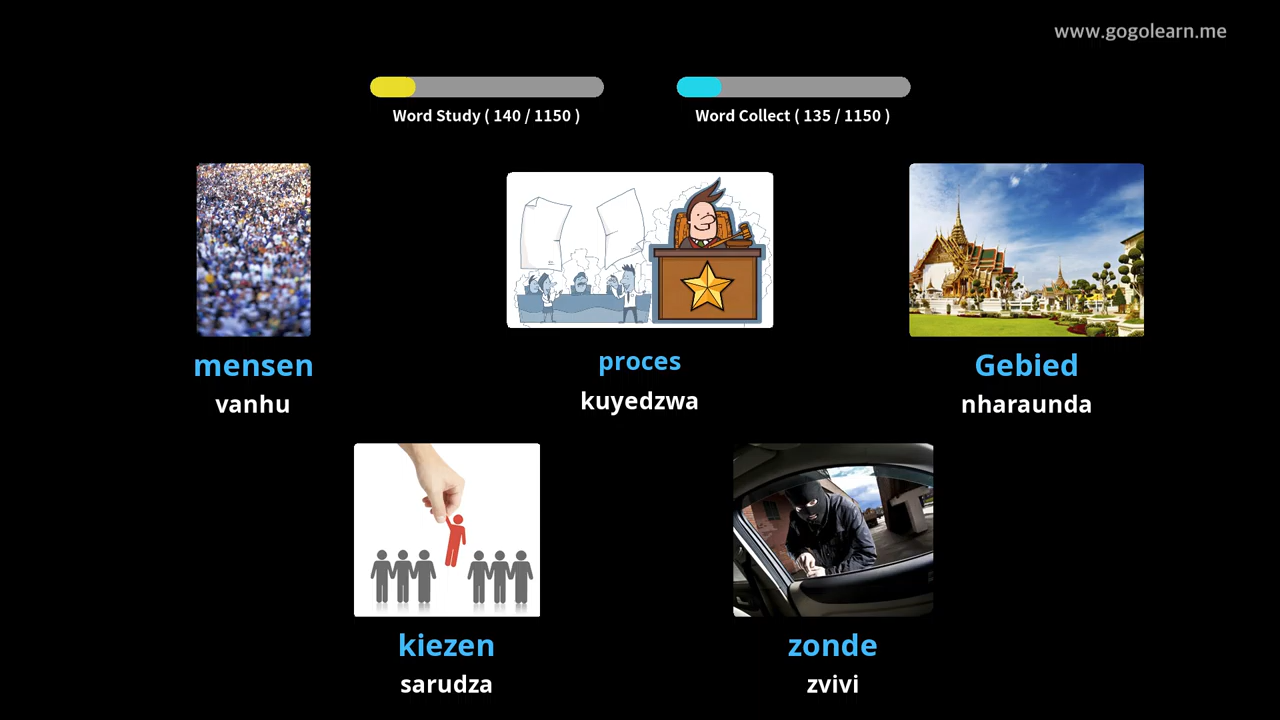 www.gogolearn.me
Word Study ( 140 / 1150 )
Word Collect ( 135 / 1150 )
mensen
vanhu
proces
kuyedzwa
Gebied
nharaunda
kiezen
sarudza
zonde
zvivi